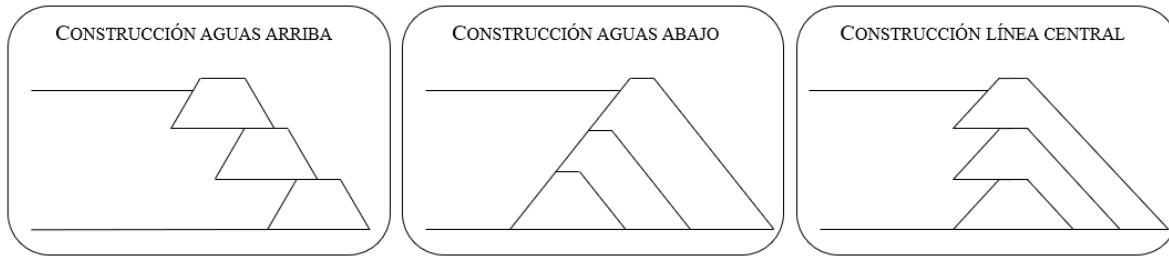 CONSTRUCCIÓN AGUAS ARRIBA
CONSTRUCCIÓN AGUAS ABAJO
CONSTRUCCIÓN LÍNEA CENTRAL